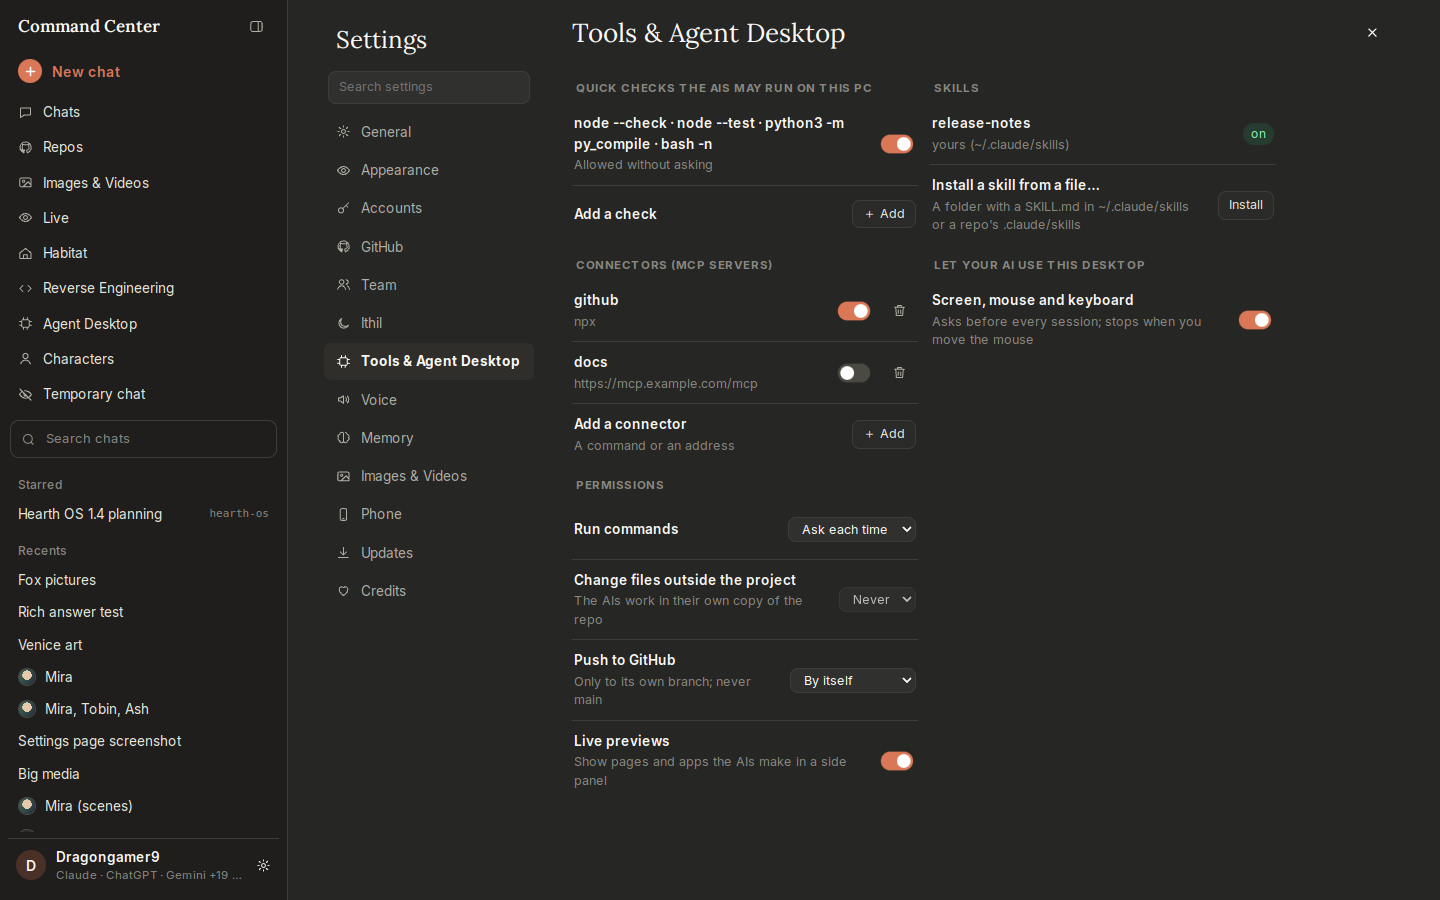 Command Center
New chat
Chats
Repos
Images & Videos
Live
Habitat
Reverse Engineering
Agent Desktop
Characters
Temporary chat
Search chats
Starred
Hearth OS 1.4 planning hearth-os
Recents
Fox pictures
Rich answer test
Venice art
Mira
Mira, Tobin, Ash
Settings page screenshot
Big media
Mira (scenes)
D
Dragongamer9
Claude · ChatGPT · Gemini +19 ...
Settings
Search settings
General
Appearance
Accounts
GitHub
Team
Ithil
Tools & Agent Desktop
Voice
Memory
Images & Videos
Phone
Updates
Credits
Tools & Agent Desktop
QUICK CHECKS THE AIS MAY RUN ON THIS PC
node --check · node --test · python3 -m
py_compile · bash -n
Allowed without asking
Add a check
+ Add
CONNECTORS (MCP SERVERS)
github
npx
docs
https://mcp.example.com/mcp
Add a connector
A command or an address
+ Add
PERMISSIONS
Run commands
Ask each time
Change files outside the project
The AIs work in their own copy of the
repo
Never
Push to GitHub
Only to its own branch; never
main
By itself
Live previews
Show pages and apps the AIs make in a side
panel
SKILLS
release-notes
yours (~/.claude/skills)
on
Install a skill from a file...
A folder with a SKILL.md in ~/.claude/skills
or a repo's .claude/skills
Install
LET YOUR AI USE THIS DESKTOP
Screen, mouse and keyboard
Asks before every session; stops when you
move the mouse